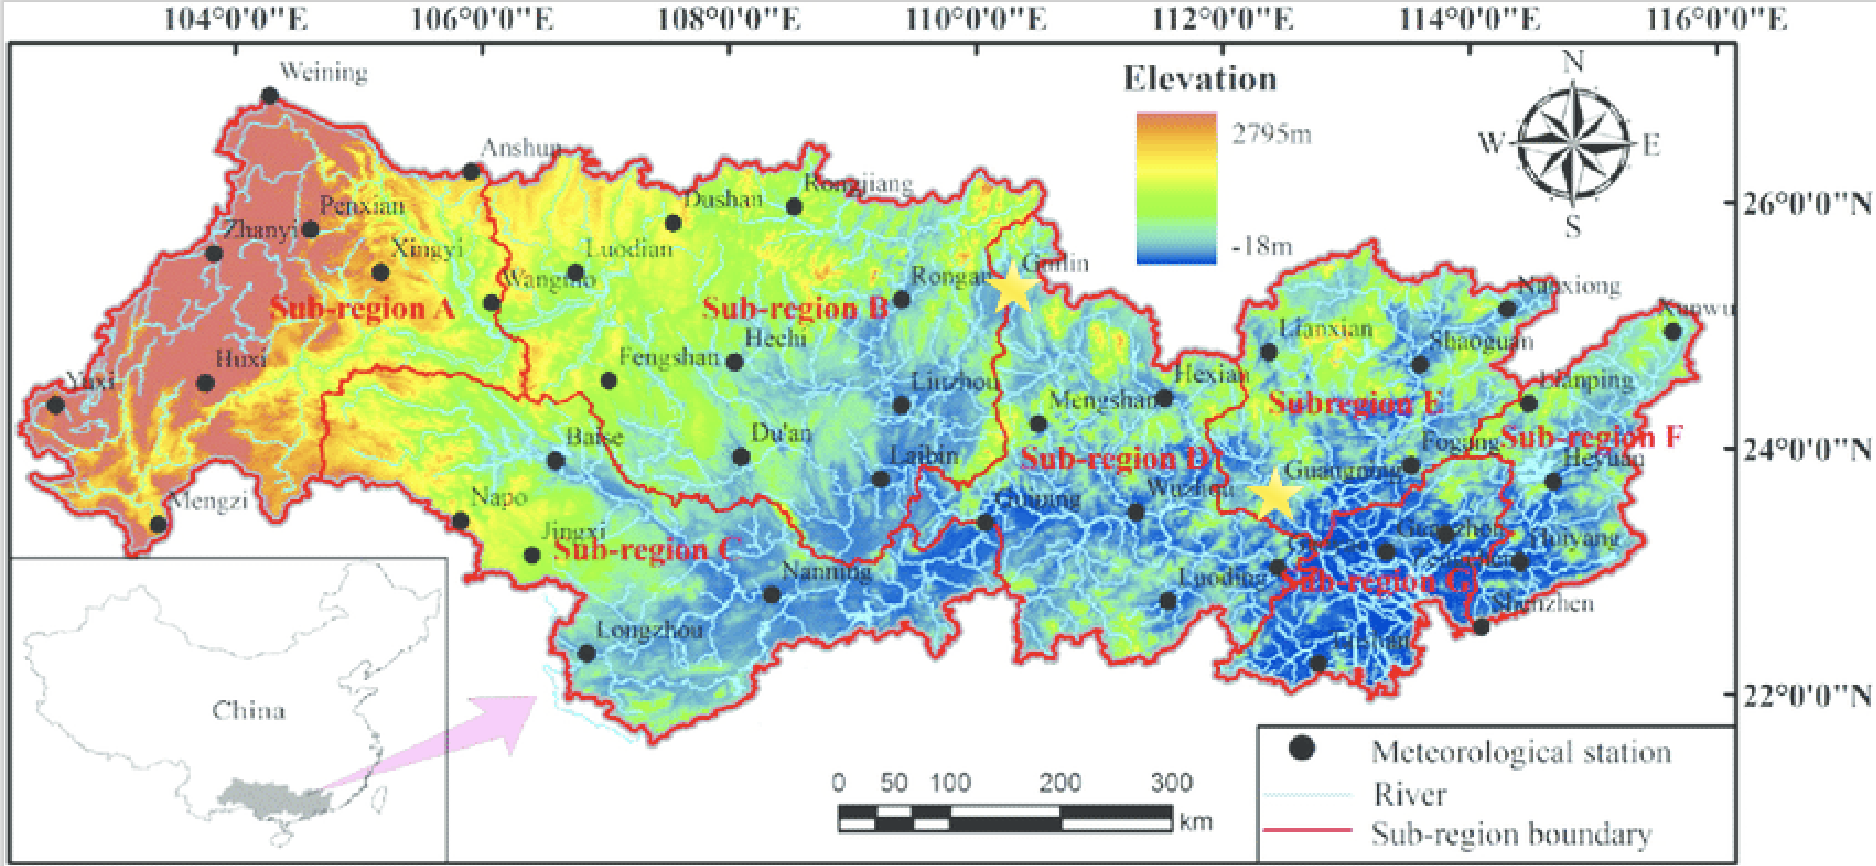 104°0'0"E 106°0'0"E 108°0'0"E 110°0'0"E 112°0'0"E 114°0'0"E 116°0'0"E
Weining
Elevation
2795m
-18m
N
W E
S
Anshun
Rongjiang
Dushan
Penxian
26°0'0"N
Zhanyi
Xingyi
Luodian
Guilin
Rongan
Wangmo
Nanxiong
Xunwu
Sub-region A
Sub-region B
Lianxian
Hechi
Shaoguan
Huxi
Fengshan
Hexian
Yuxi
Liuzhou
Lianping
Mengshan
Subregion E
Baise
Du'an
Fogang
Sub-region F
24°0'0"N
Laibin
Sub-region D
Heyuan
Guangning
Wuzhou
Napo
Guiping
Mengzi
Jingxi
Sub-region C
Huiyang
Nanning
Luoding
Sub-region G
Shenzhen
Longzhou
22°0'0"N
China
0 50 100 200 300
km
Meteorological station
River
Sub-region boundary